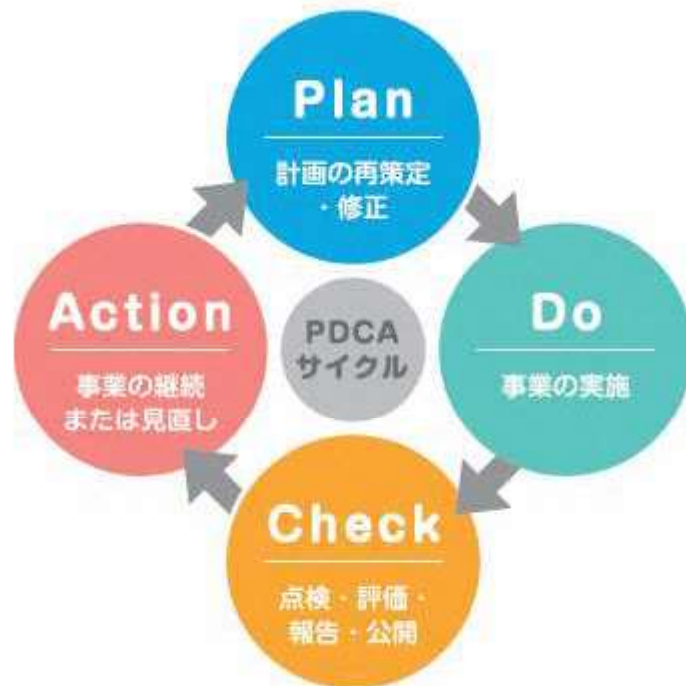 Plan
計画の再策定
・修正
Do
事業の実施
Check
点検・評価・
報告・公開
Action
事業の継続
または見直し
PDCA
サイクル